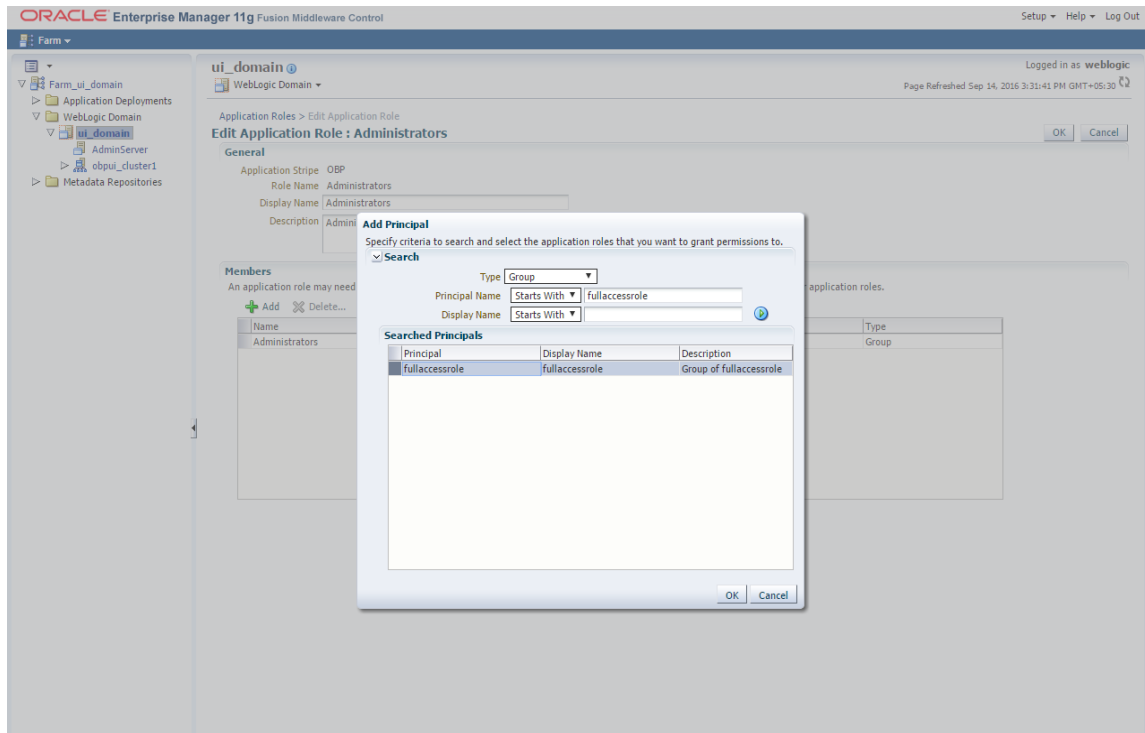 ORACLE Enterprise Manager 11g Fusion Middleware Control
Setup Help Log Out
Farm
Farm_ui_domain
Application Deployments
WebLogic Domain
ui_domain
AdminServer
obpui_cluster1
Metadata Repositories
ui_domain
Logged in as weblogic
WebLogic Domain
Page Refreshed Sep 14, 2016 3:31:41 PM GMT+05:30
Application Roles > Edit Application Role
Edit Application Role : Administrators
OK Cancel
General
Application Stripe OBP
Role Name Administrators
Display Name Administrators
Description Admini
Members
An application role may need
application roles.
Add Delete...
Name
Type
Administrators
Group
Add Principal
Specify criteria to search and select the application roles that you want to grant permissions to.
Search
Type Group
Principal Name Starts With fullaccessrole
Display Name Starts With
Searched Principals
Principal Display Name Description
fullaccessrole fullaccessrole Group of fullaccessrole
OK Cancel